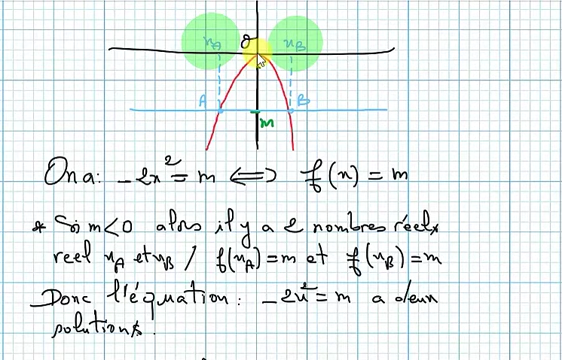 x_A O x_B
A B
m
On a: -2x² = m ⟺ f(x) = m
* Si m<0 alors il y a 2 nombres réels
reel x_A et x_B / f(x_A)=m et f(x_B)=m
Donc l'équation: -2x²=m a deux
solutions.